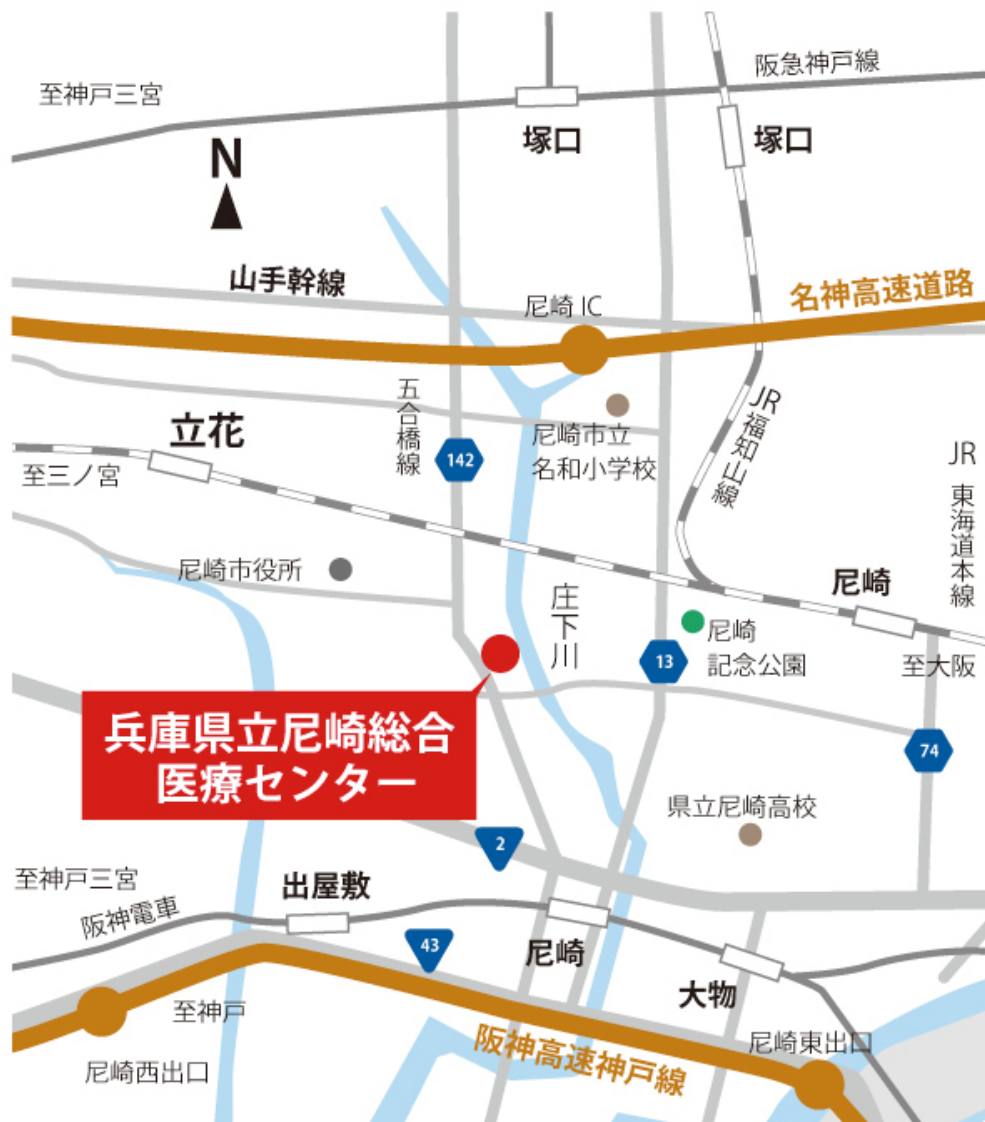 阪急神戸線
至神戸三宮
塚口
塚口
N
山手幹線
名神高速道路
尼崎 IC
五合橋線
JR 福知山線
立花
尼崎市立
名和小学校
142
JR 東海道本線
至三ノ宮
尼崎市役所
尼崎
庄下川
尼崎
記念公園
13
至大阪
兵庫県立尼崎総合
医療センター
74
県立尼崎高校
2
至神戸三宮
出屋敷
阪神電車
43
尼崎
大物
至神戸
尼崎東出口
阪神高速神戸線
尼崎西出口